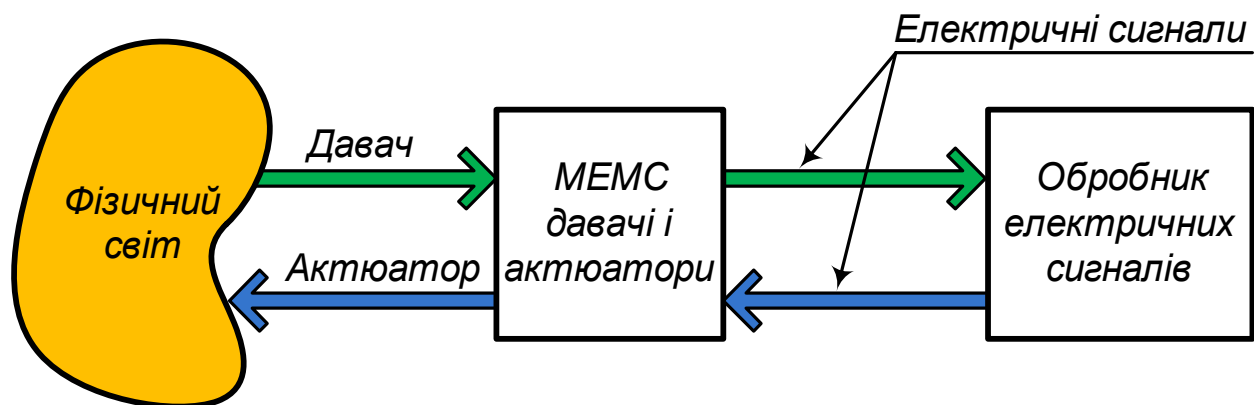 Електричні сигнали
Давач
Фізичний
світ
МЕМС
давачі і
актюатори
Обробник
електричних
сигналів
Актюатор